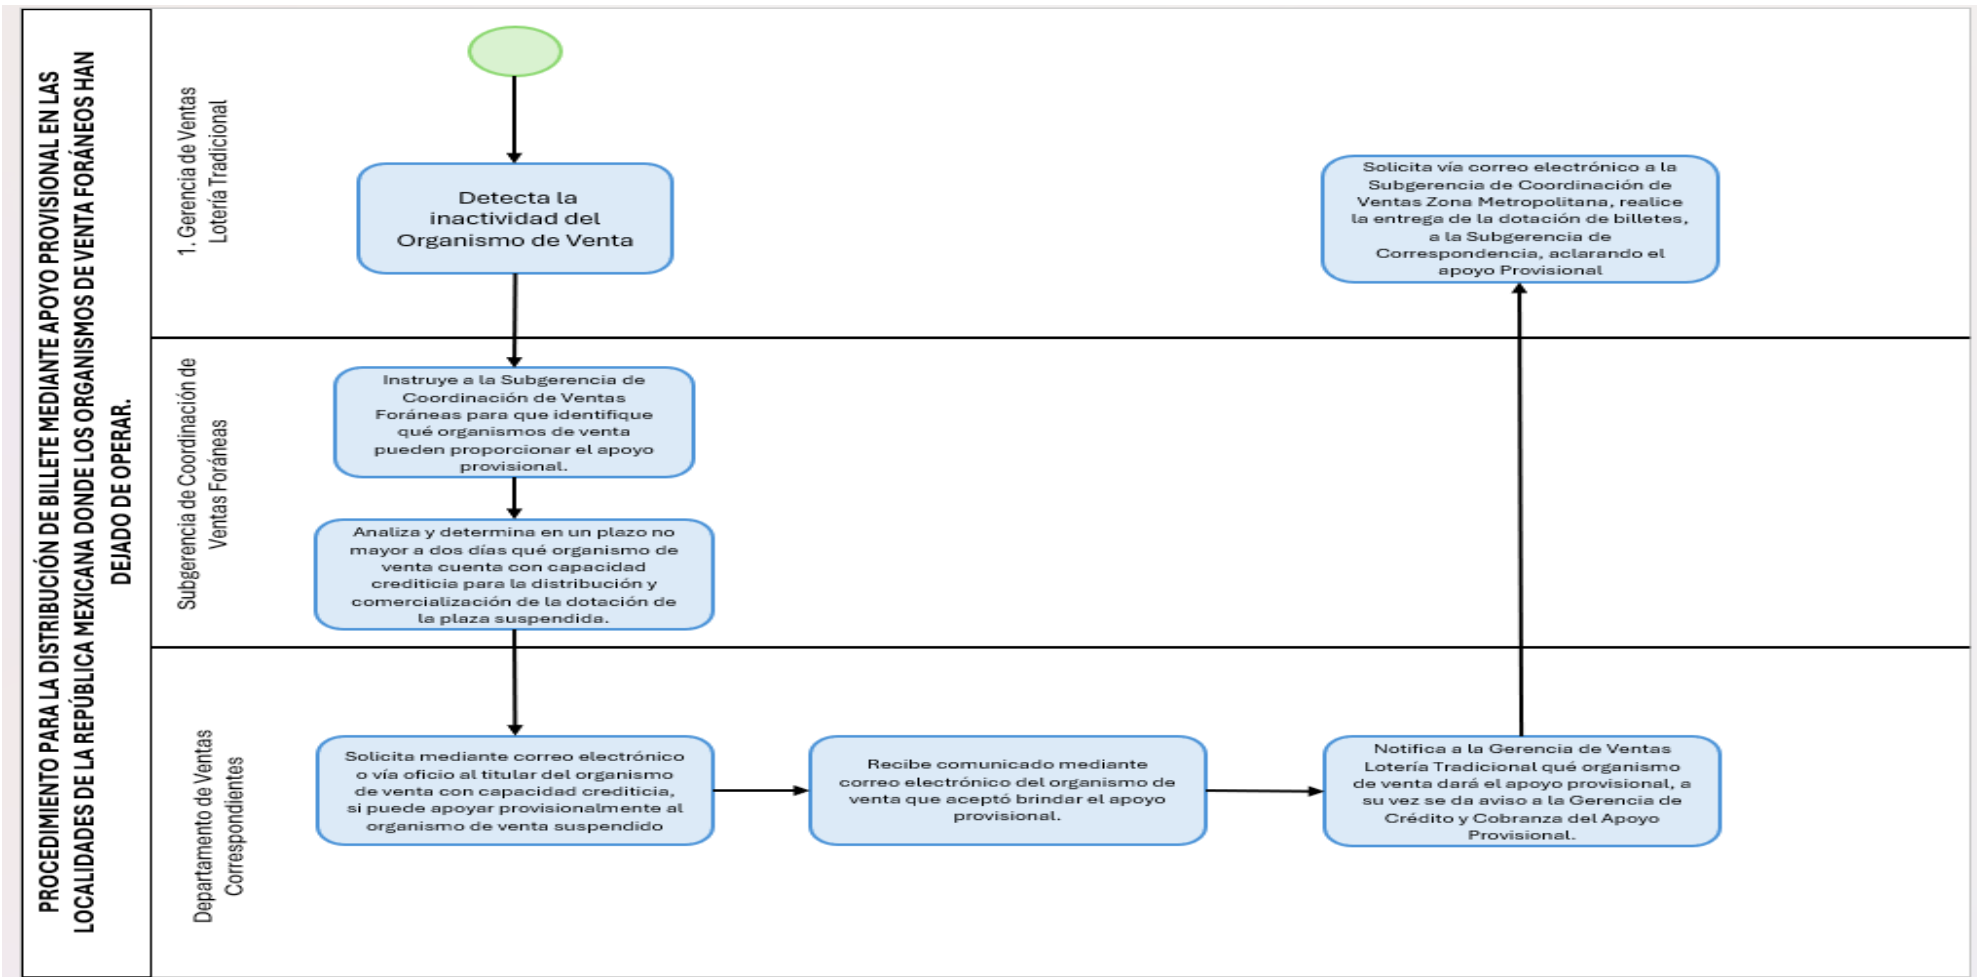 PROCEDIMIENTO PARA LA DISTRIBUCIÓN DE BILLETE MEDIANTE APOYO PROVISIONAL EN LAS
LOCALIDADES DE LA REPÚBLICA MEXICANA DONDE LOS ORGANISMOS DE VENTA FORÁNEOS HAN
DEJADO DE OPERAR.
1. Gerencia de Ventas
Lotería Tradicional
Detecta la
inactividad del
Organismo de Venta
Solicita vía correo electrónico a la
Subgerencia de Coordinación de
Ventas Zona Metropolitana, realice
la entrega de la dotación de billetes,
a la Subgerencia de
Correspondencia, aclarando el
apoyo Provisional
Subgerencia de Coordinación de
Ventas Foráneas
Instruye a la Subgerencia de
Coordinación de Ventas
Foráneas para que identifique
qué organismos de venta
pueden proporcionar el apoyo
provisional.
Analiza y determina en un plazo no
mayor a dos días qué organismo de
venta cuenta con capacidad
crediticia para la distribución y
comercialización de la dotación de
la plaza suspendida.
Departamento de Ventas
Correspondientes
Solicita mediante correo electrónico
o vía oficio al titular del organismo
de venta con capacidad crediticia,
si puede apoyar provisionalmente al
organismo de venta suspendido
Recibe comunicado mediante
correo electrónico del organismo de
venta que aceptó brindar el apoyo
provisional.
Notifica a la Gerencia de Ventas
Lotería Tradicional qué organismo
de venta dará el apoyo provisional, a
su vez se da aviso a la Gerencia de
Crédito y Cobranza del Apoyo
Provisional.